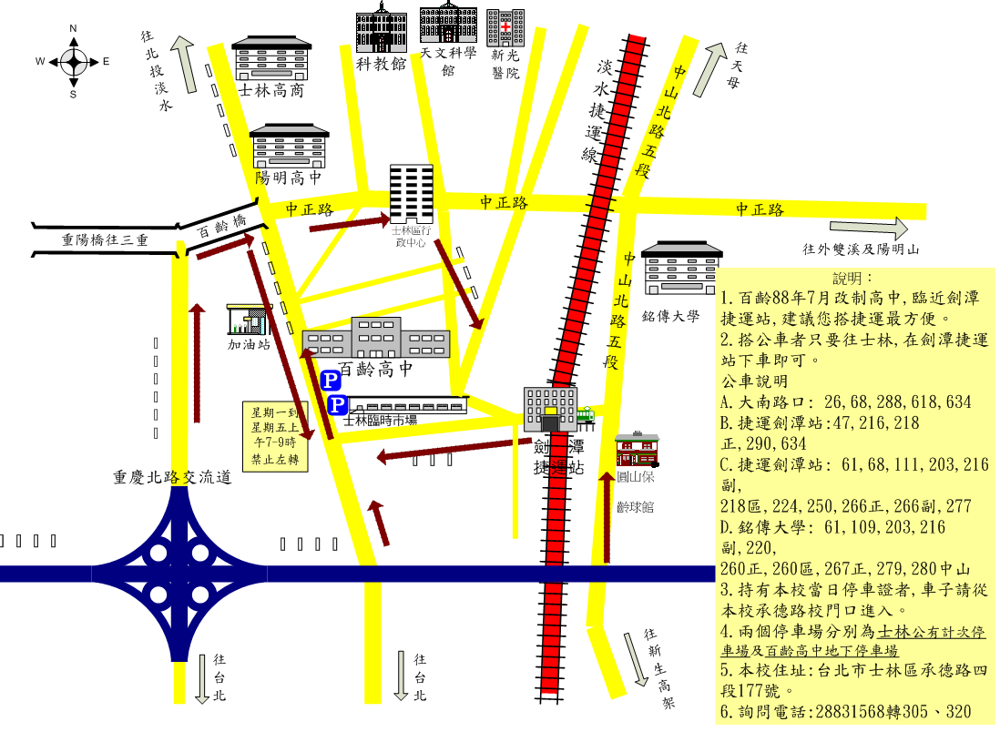 N
W
E
S
往北投淡水
士林高商
科教館
天文科學
館
新光
醫院
淡水捷運線
中山北路五段
往天母
陽明高中
中正路
中正路
中正路
百齡橋
重陽橋往三重
士林區行
政中心
往外雙溪及陽明山
中山北路五段
銘傳大學
加油站
百齡高中
P
P
士林臨時市場
星期一到
星期五上
午7-9時
禁止左轉
劍潭
捷運站
圓山保
齡球館
重慶北路交流道
往台北
往台北
往新生高架
說明：
1.百齡88年7月改制高中,臨近劍潭
捷運站,建議您搭捷運最方便。
2.搭公車者只要往士林,在劍潭捷運
站下車即可。
公車說明
A.大南路口: 26,68,288,618,634
B.捷運劍潭站:47,216,218
正,290,634
C.捷運劍潭站: 61,68,111,203,216
副,
218區,224,250,266正,266副,277
D.銘傳大學: 61,109,203,216
副,220,
260正,260區,267正,279,280中山
3.持有本校當日停車證者,車子請從
本校承德路校門口進入。
4.兩個停車場分別為士林公有計次停
車場及百齡高中地下停車場
5.本校住址:台北市士林區承德路四
段177號。
6.詢問電話:28831568轉305、320